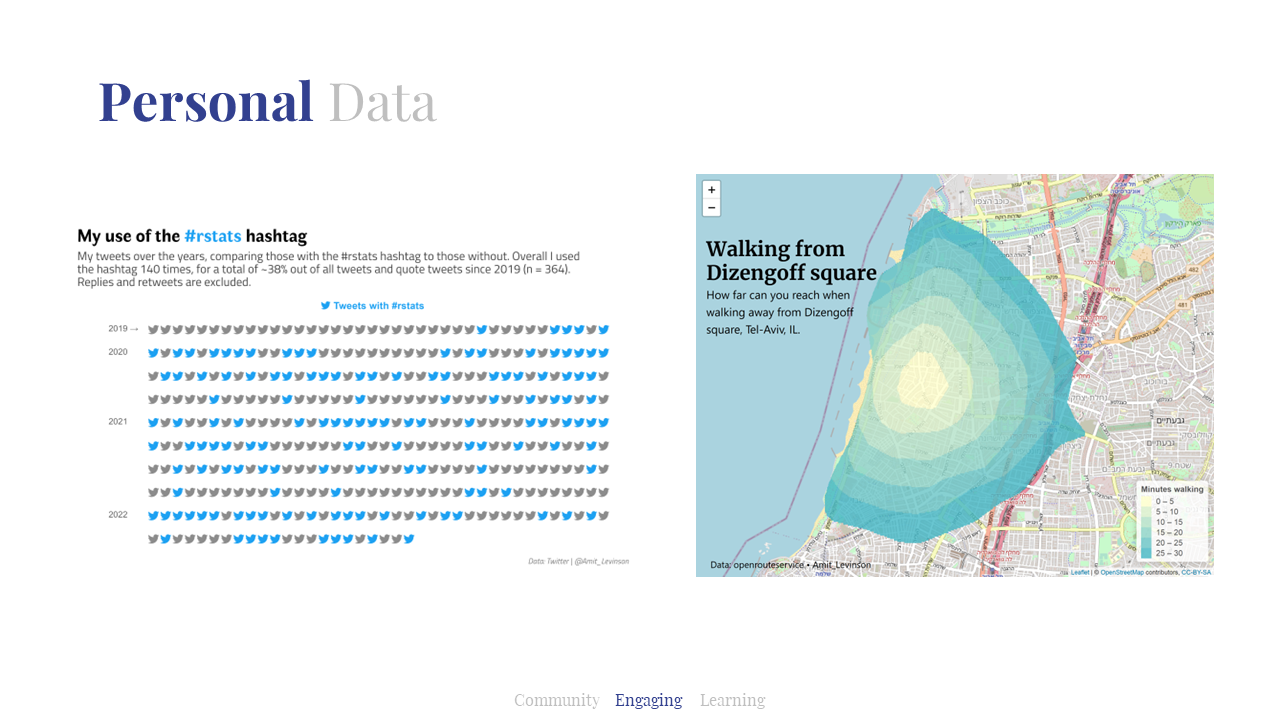 Personal Data
My use of the #rstats hashtag
My tweets over the years, comparing those with the #rstats hashtag to those without. Overall I used
the hashtag 140 times, for a total of ~38% out of all tweets and quote tweets since 2019 (n = 364).
Replies and retweets are excluded.
Tweets with #rstats
2019→
2020
2021
2022
Data: Twitter | @Amit_Levinson
+
−
Walking from
Dizengoff square
How far can you reach when
walking away from Dizengoff
square, Tel-Aviv, IL.
482
461
481
גבעתיים
גבעתיים
Minutes walking
0 – 5
5 – 10
10 – 15
15 – 20
20 – 25
25 – 30
Data: openrouteservice • Amit_Levinson
Leaflet | © OpenStreetMap contributors, CC-BY-SA
Community Engaging Learning